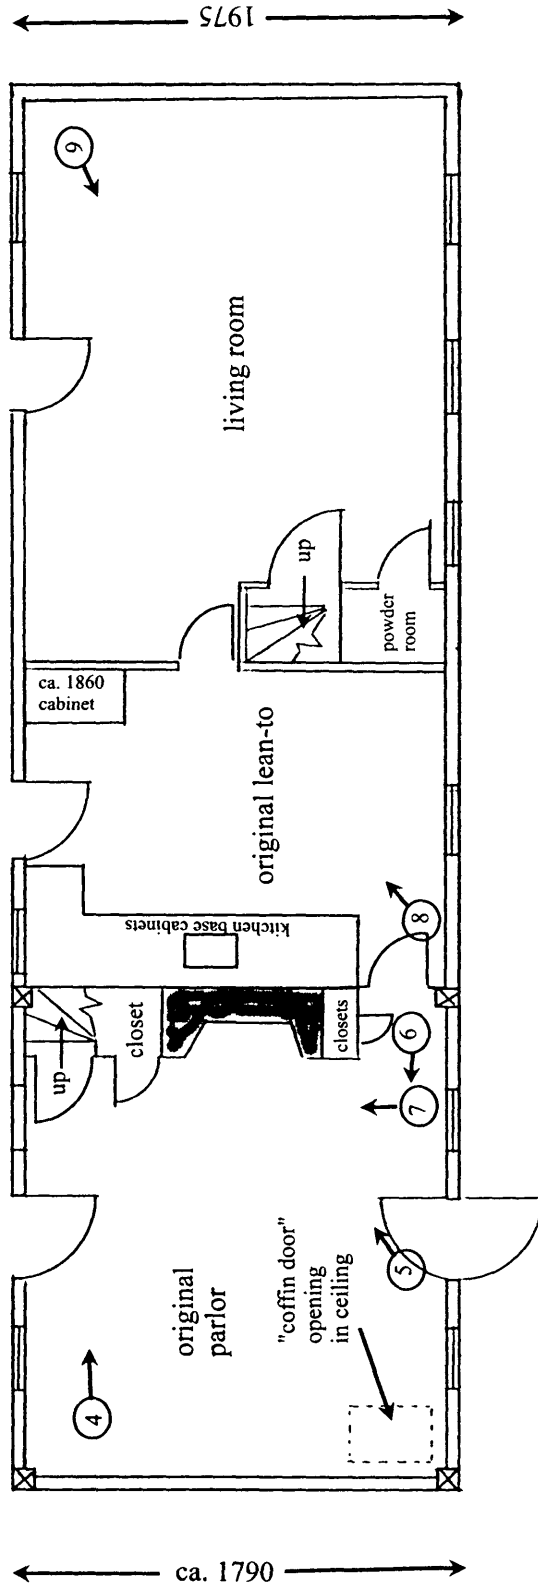 1975
9
living room
up
powder
room
ca. 1860
cabinet
original lean-to
kitchen base cabinets
8
closet
closets
up
6
7
5
original
parlor
"coffin door"
opening
in ceiling
4
ca. 1790